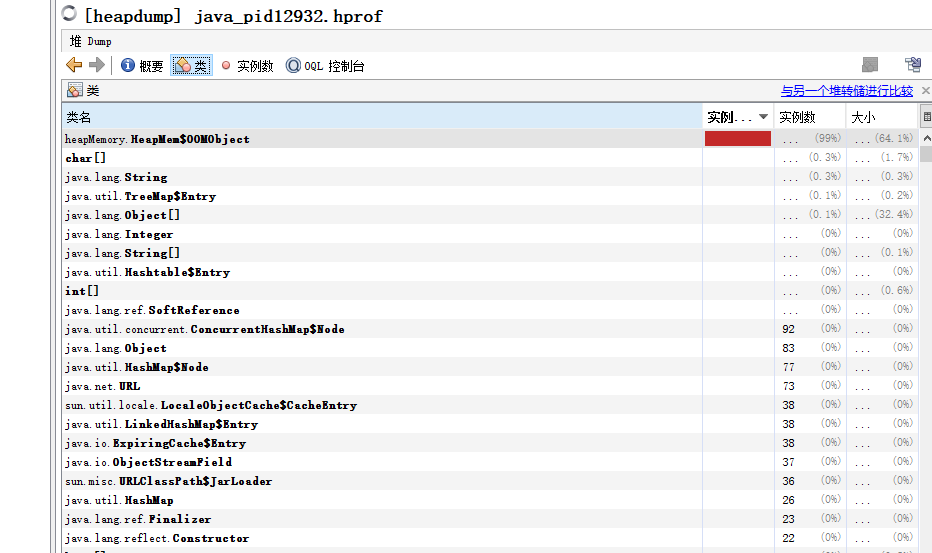 [heapdump] java_pid12932.hprof
堆 Dump
概要 类 实例数 OQL 控制台
类 与另一个堆转储进行比较
类名 实例... 实例数 大小
heapMemory.HeapMem$OOMObject ... (99%) ... (64.1%)
char[] ... (0.3%) ... (1.7%)
java.lang.String ... (0.3%) ... (0.3%)
java.util.TreeMap$Entry ... (0.1%) ... (0.2%)
java.lang.Object[] ... (0.1%) ... (32.4%)
java.lang.Integer ... (0%) ... (0%)
java.lang.String[] ... (0%) ... (0.1%)
java.util.Hashtable$Entry ... (0%) ... (0%)
int[] ... (0%) ... (0.6%)
java.lang.ref.SoftReference ... (0%) ... (0%)
java.util.concurrent.ConcurrentHashMap$Node 92 (0%) ... (0%)
java.lang.Object 83 (0%) ... (0%)
java.util.HashMap$Node 77 (0%) ... (0%)
java.net.URL 73 (0%) ... (0%)
sun.util.locale.LocaleObjectCache$CacheEntry 38 (0%) ... (0%)
java.util.LinkedHashMap$Entry 38 (0%) ... (0%)
java.io.ExpiringCache$Entry 38 (0%) ... (0%)
java.io.ObjectStreamField 37 (0%) ... (0%)
sun.misc.URLClassPath$JarLoader 36 (0%) ... (0%)
java.util.HashMap 26 (0%) ... (0%)
java.lang.ref.Finalizer 23 (0%) ... (0%)
java.lang.reflect.Constructor 22 (0%) ... (0%)